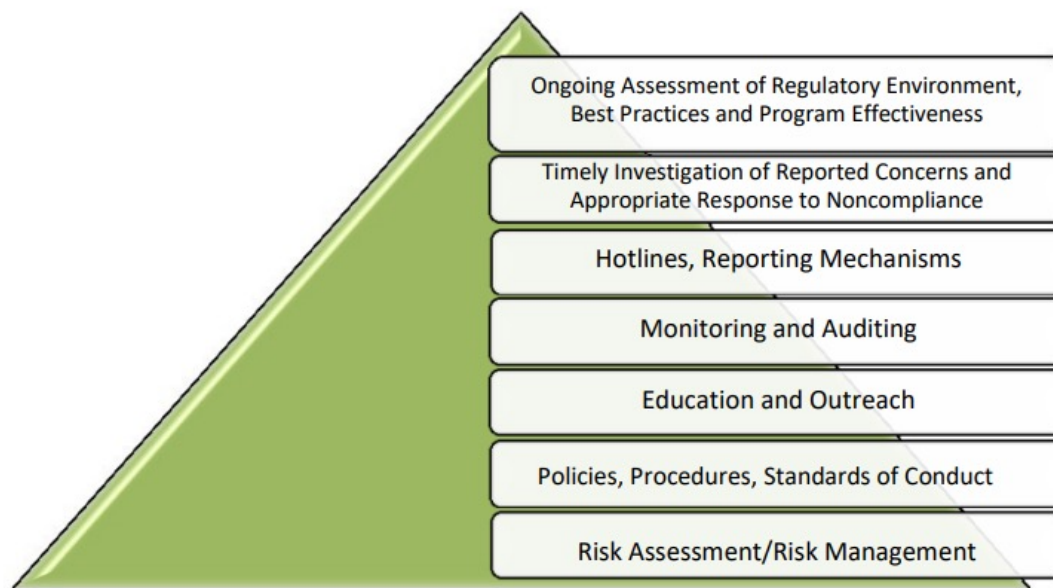 Ongoing Assessment of Regulatory Environment,
Best Practices and Program Effectiveness
Timely Investigation of Reported Concerns and
Appropriate Response to Noncompliance
Hotlines, Reporting Mechanisms
Monitoring and Auditing
Education and Outreach
Policies, Procedures, Standards of Conduct
Risk Assessment/Risk Management